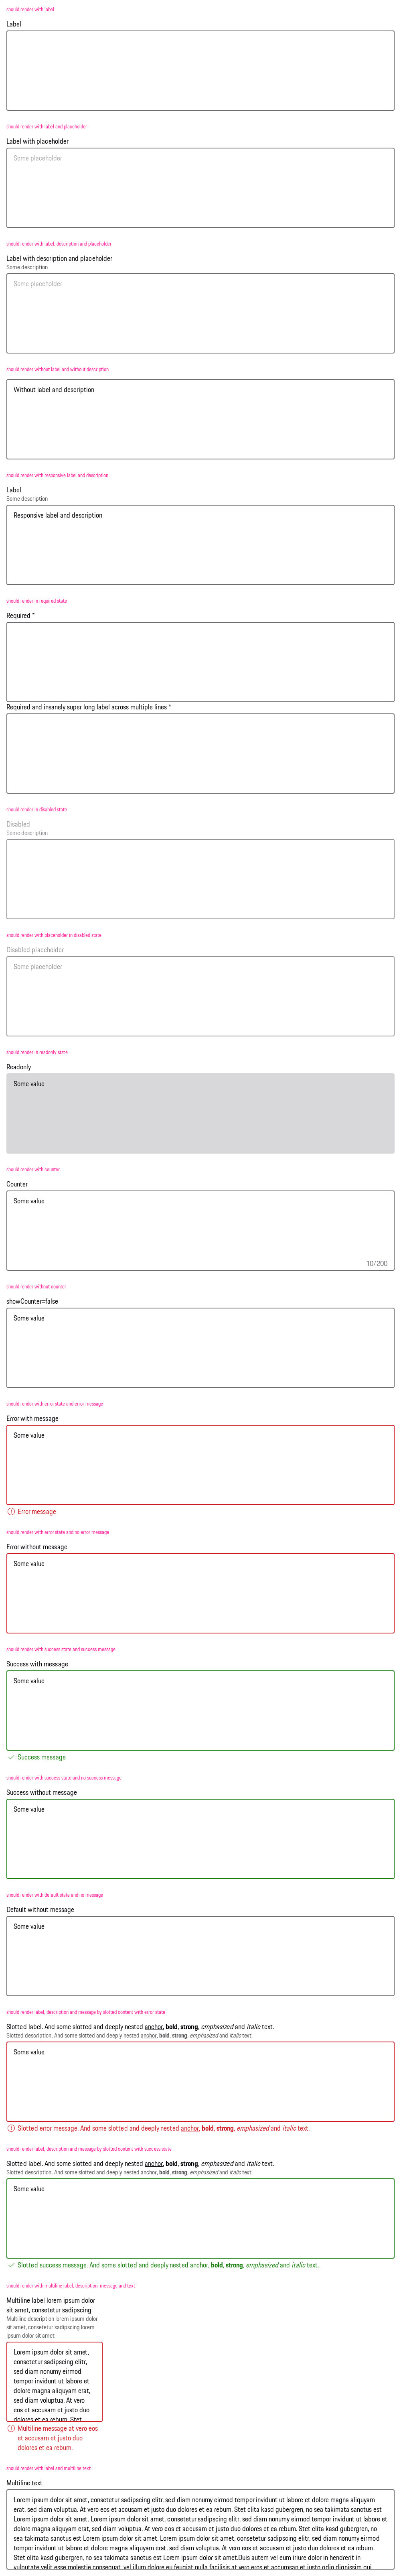 should render with label
Label
should render with label and placeholder
Label with placeholder
Some placeholder
should render with label, description and placeholder
Label with description and placeholder
Some description
Some placeholder
should render without label and without description
Without label and description
should render with responsive label and description
Label
Some description
Responsive label and description
should render in required state
Required *
Required and insanely super long label across multiple lines *
should render in disabled state
Disabled
Some description
should render with placeholder in disabled state
Disabled placeholder
Some placeholder
should render in readonly state
Readonly
Some value
should render with counter
Counter
Some value
10/200
should render without counter
showCounter=false
Some value
should render with error state and error message
Error with message
Some value
Error message
should render with error state and no error message
Error without message
Some value
should render with success state and success message
Success with message
Some value
Success message
should render with success state and no success message
Success without message
Some value
should render with default state and no message
Default without message
Some value
should render label, description and message by slotted content with error state
Slotted label. And some slotted and deeply nested anchor, bold, strong, emphasized and italic text.
Slotted description. And some slotted and deeply nested anchor, bold, strong, emphasized and italic text.
Some value
Slotted error message. And some slotted and deeply nested anchor, bold, strong, emphasized and italic text.
should render label, description and message by slotted content with success state
Slotted label. And some slotted and deeply nested anchor, bold, strong, emphasized and italic text.
Slotted description. And some slotted and deeply nested anchor, bold, strong, emphasized and italic text.
Some value
Slotted success message. And some slotted and deeply nested anchor, bold, strong, emphasized and italic text.
should render with multiline label, description, message and text
Multiline label lorem ipsum dolor
sit amet, consetetur sadipscing
Multiline description lorem ipsum dolor
sit amet, consetetur sadipscing lorem
ipsum dolor sit amet
Lorem ipsum dolor sit amet,
consetetur sadipscing elitr,
sed diam nonumy eirmod
tempor invidunt ut labore et
dolore magna aliquyam erat,
sed diam voluptua. At vero
eos et accusam et justo duo
dolores et ea rebum. Stet
Multiline message at vero eos
et accusam et justo duo
dolores et ea rebum.
should render with label and multiline text
Multiline text
Lorem ipsum dolor sit amet, consetetur sadipscing elitr, sed diam nonumy eirmod tempor invidunt ut labore et dolore magna aliquyam
erat, sed diam voluptua. At vero eos et accusam et justo duo dolores et ea rebum. Stet clita kasd gubergren, no sea takimata sanctus est
Lorem ipsum dolor sit amet. Lorem ipsum dolor sit amet, consetetur sadipscing elitr, sed diam nonumy eirmod tempor invidunt ut labore et
dolore magna aliquyam erat, sed diam voluptua. At vero eos et accusam et justo duo dolores et ea rebum. Stet clita kasd gubergren, no sea
takimata sanctus est Lorem ipsum dolor sit amet. Lorem ipsum dolor sit amet, consetetur sadipscing elitr, sed diam nonumy eirmod tempor
invidunt ut labore et dolore magna aliquyam erat, sed diam voluptua. At vero eos et accusam et justo duo dolores et ea rebum.
Stet clita kasd gubergren, no sea takimata sanctus est Lorem ipsum dolor sit amet.Duis autem vel eum iriure dolor in hendrerit in
vulputate velit esse molestie consequat, vel illum dolore eu feugiat nulla facilisis at vero eros et accumsan et iusto odio dignissim qui